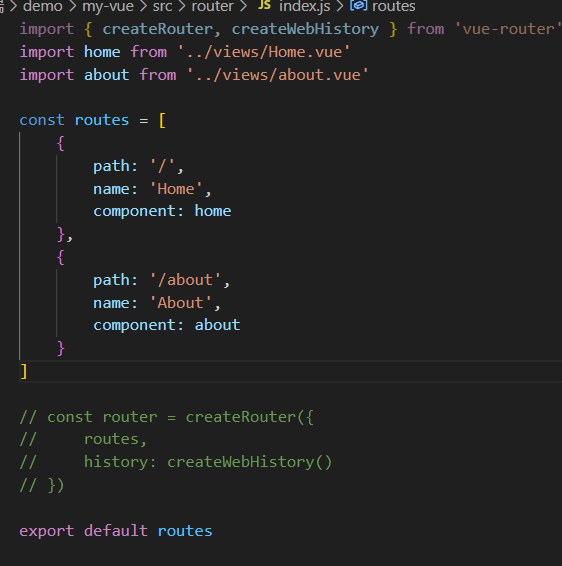 demo > my-vue > src > router > JS index.js > routes
import { createRouter, createWebHistory } from 'vue-router'
import home from '../views/Home.vue'
import about from '../views/about.vue'
const routes = [
    {
        path: '/',
        name: 'Home',
        component: home
    },
    {
        path: '/about',
        name: 'About',
        component: about
    }
]
// const router = createRouter({
//     routes,
//     history: createWebHistory()
// })
export default routes